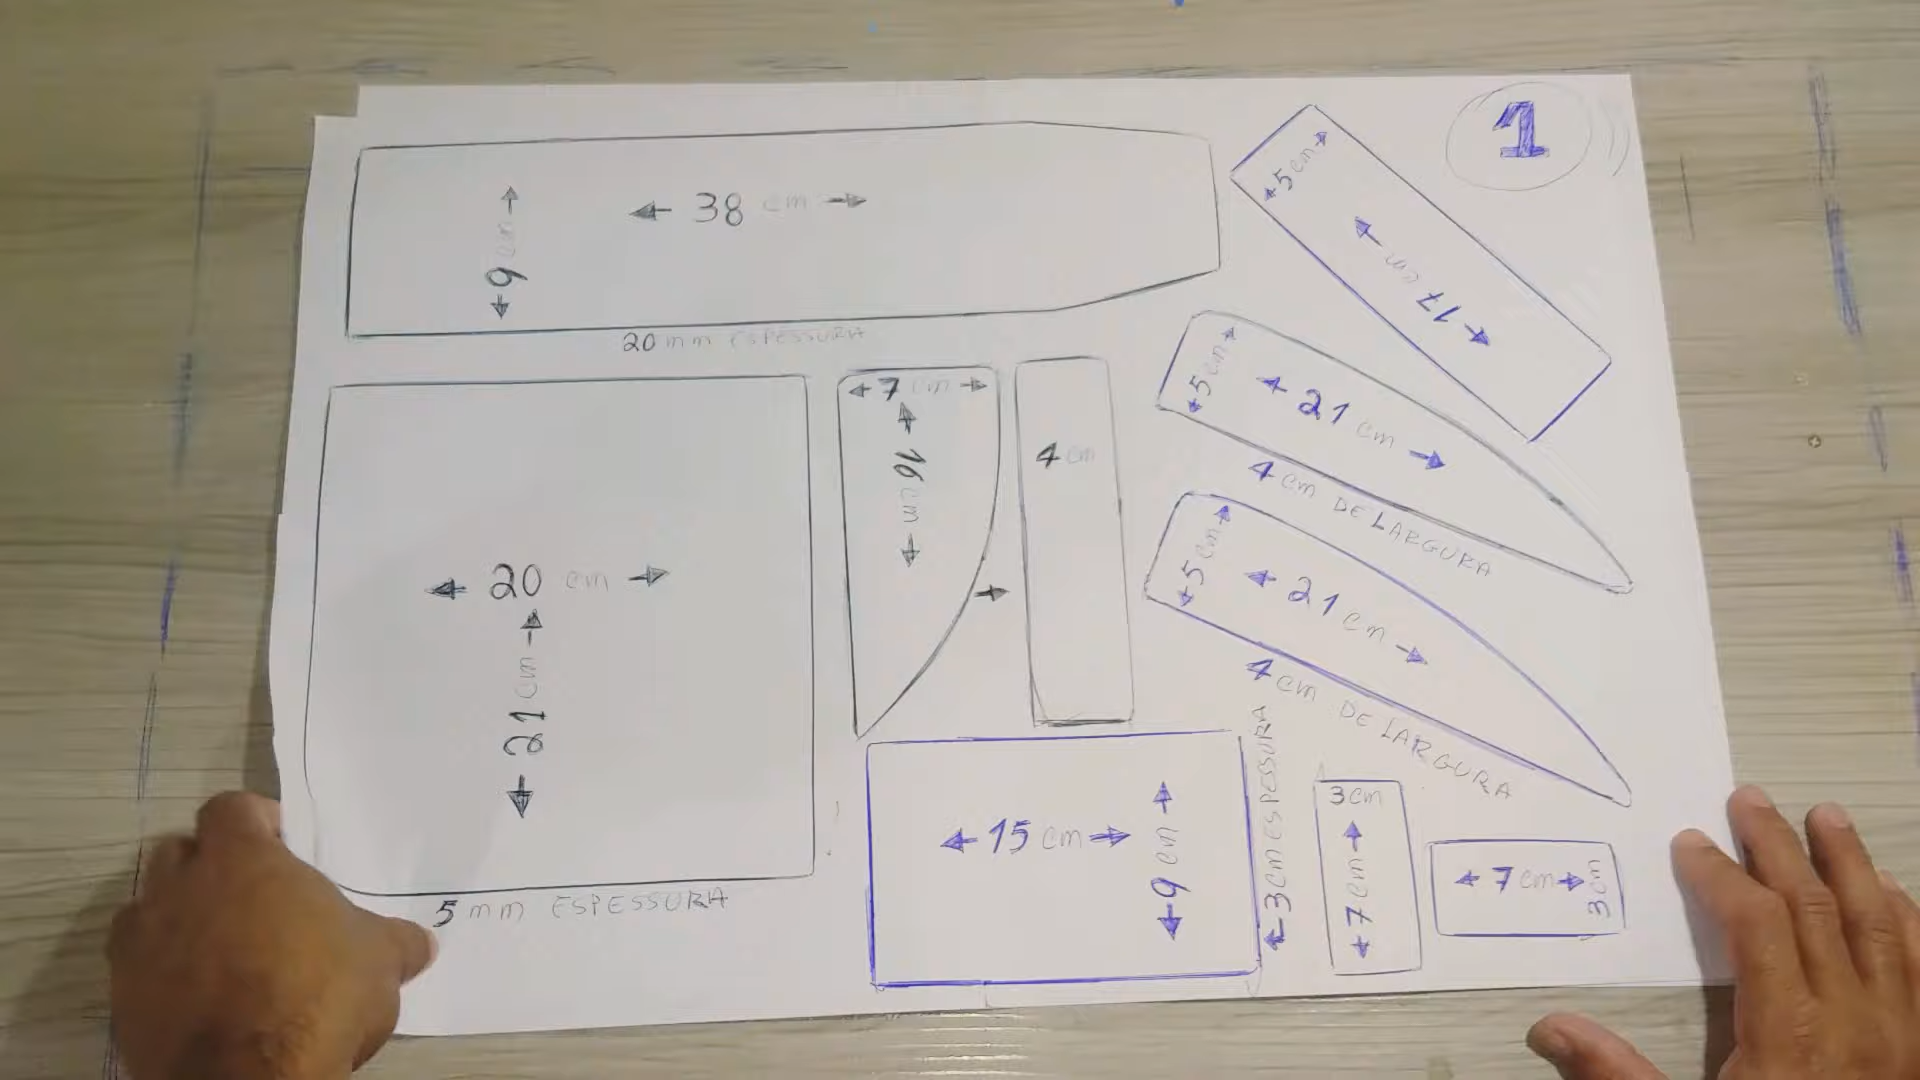 1
38 cm
9 cm
20 mm ESPESSURA
5 cm
17 cm
7 cm
16 cm
4 cm
5 cm
21 cm
4 cm DE LARGURA
20 cm
21 cm
5 mm ESPESSURA
5 cm
21 cm
4 cm DE LARGURA
15 cm
9 cm
3 cm ESPESSURA
3 cm
7 cm
7 cm
3 cm